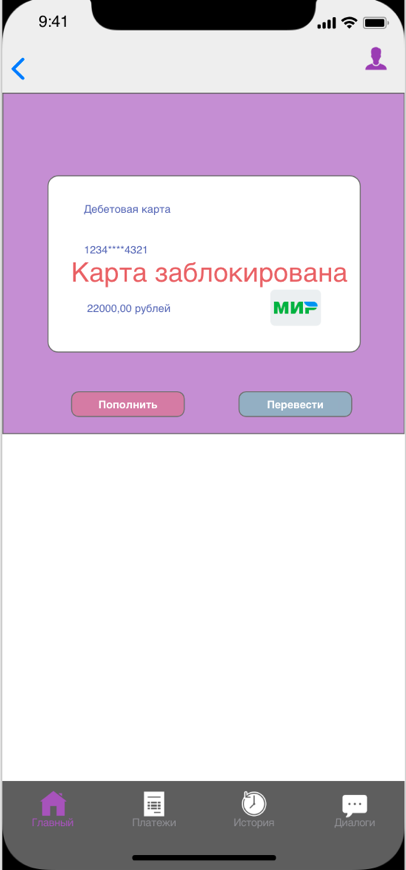 9:41
Дебетовая карта
1234****4321
Карта заблокирована
22000,00 рублей
МИР
Пополнить
Перевести
Главный
Платежи
История
Диалоги